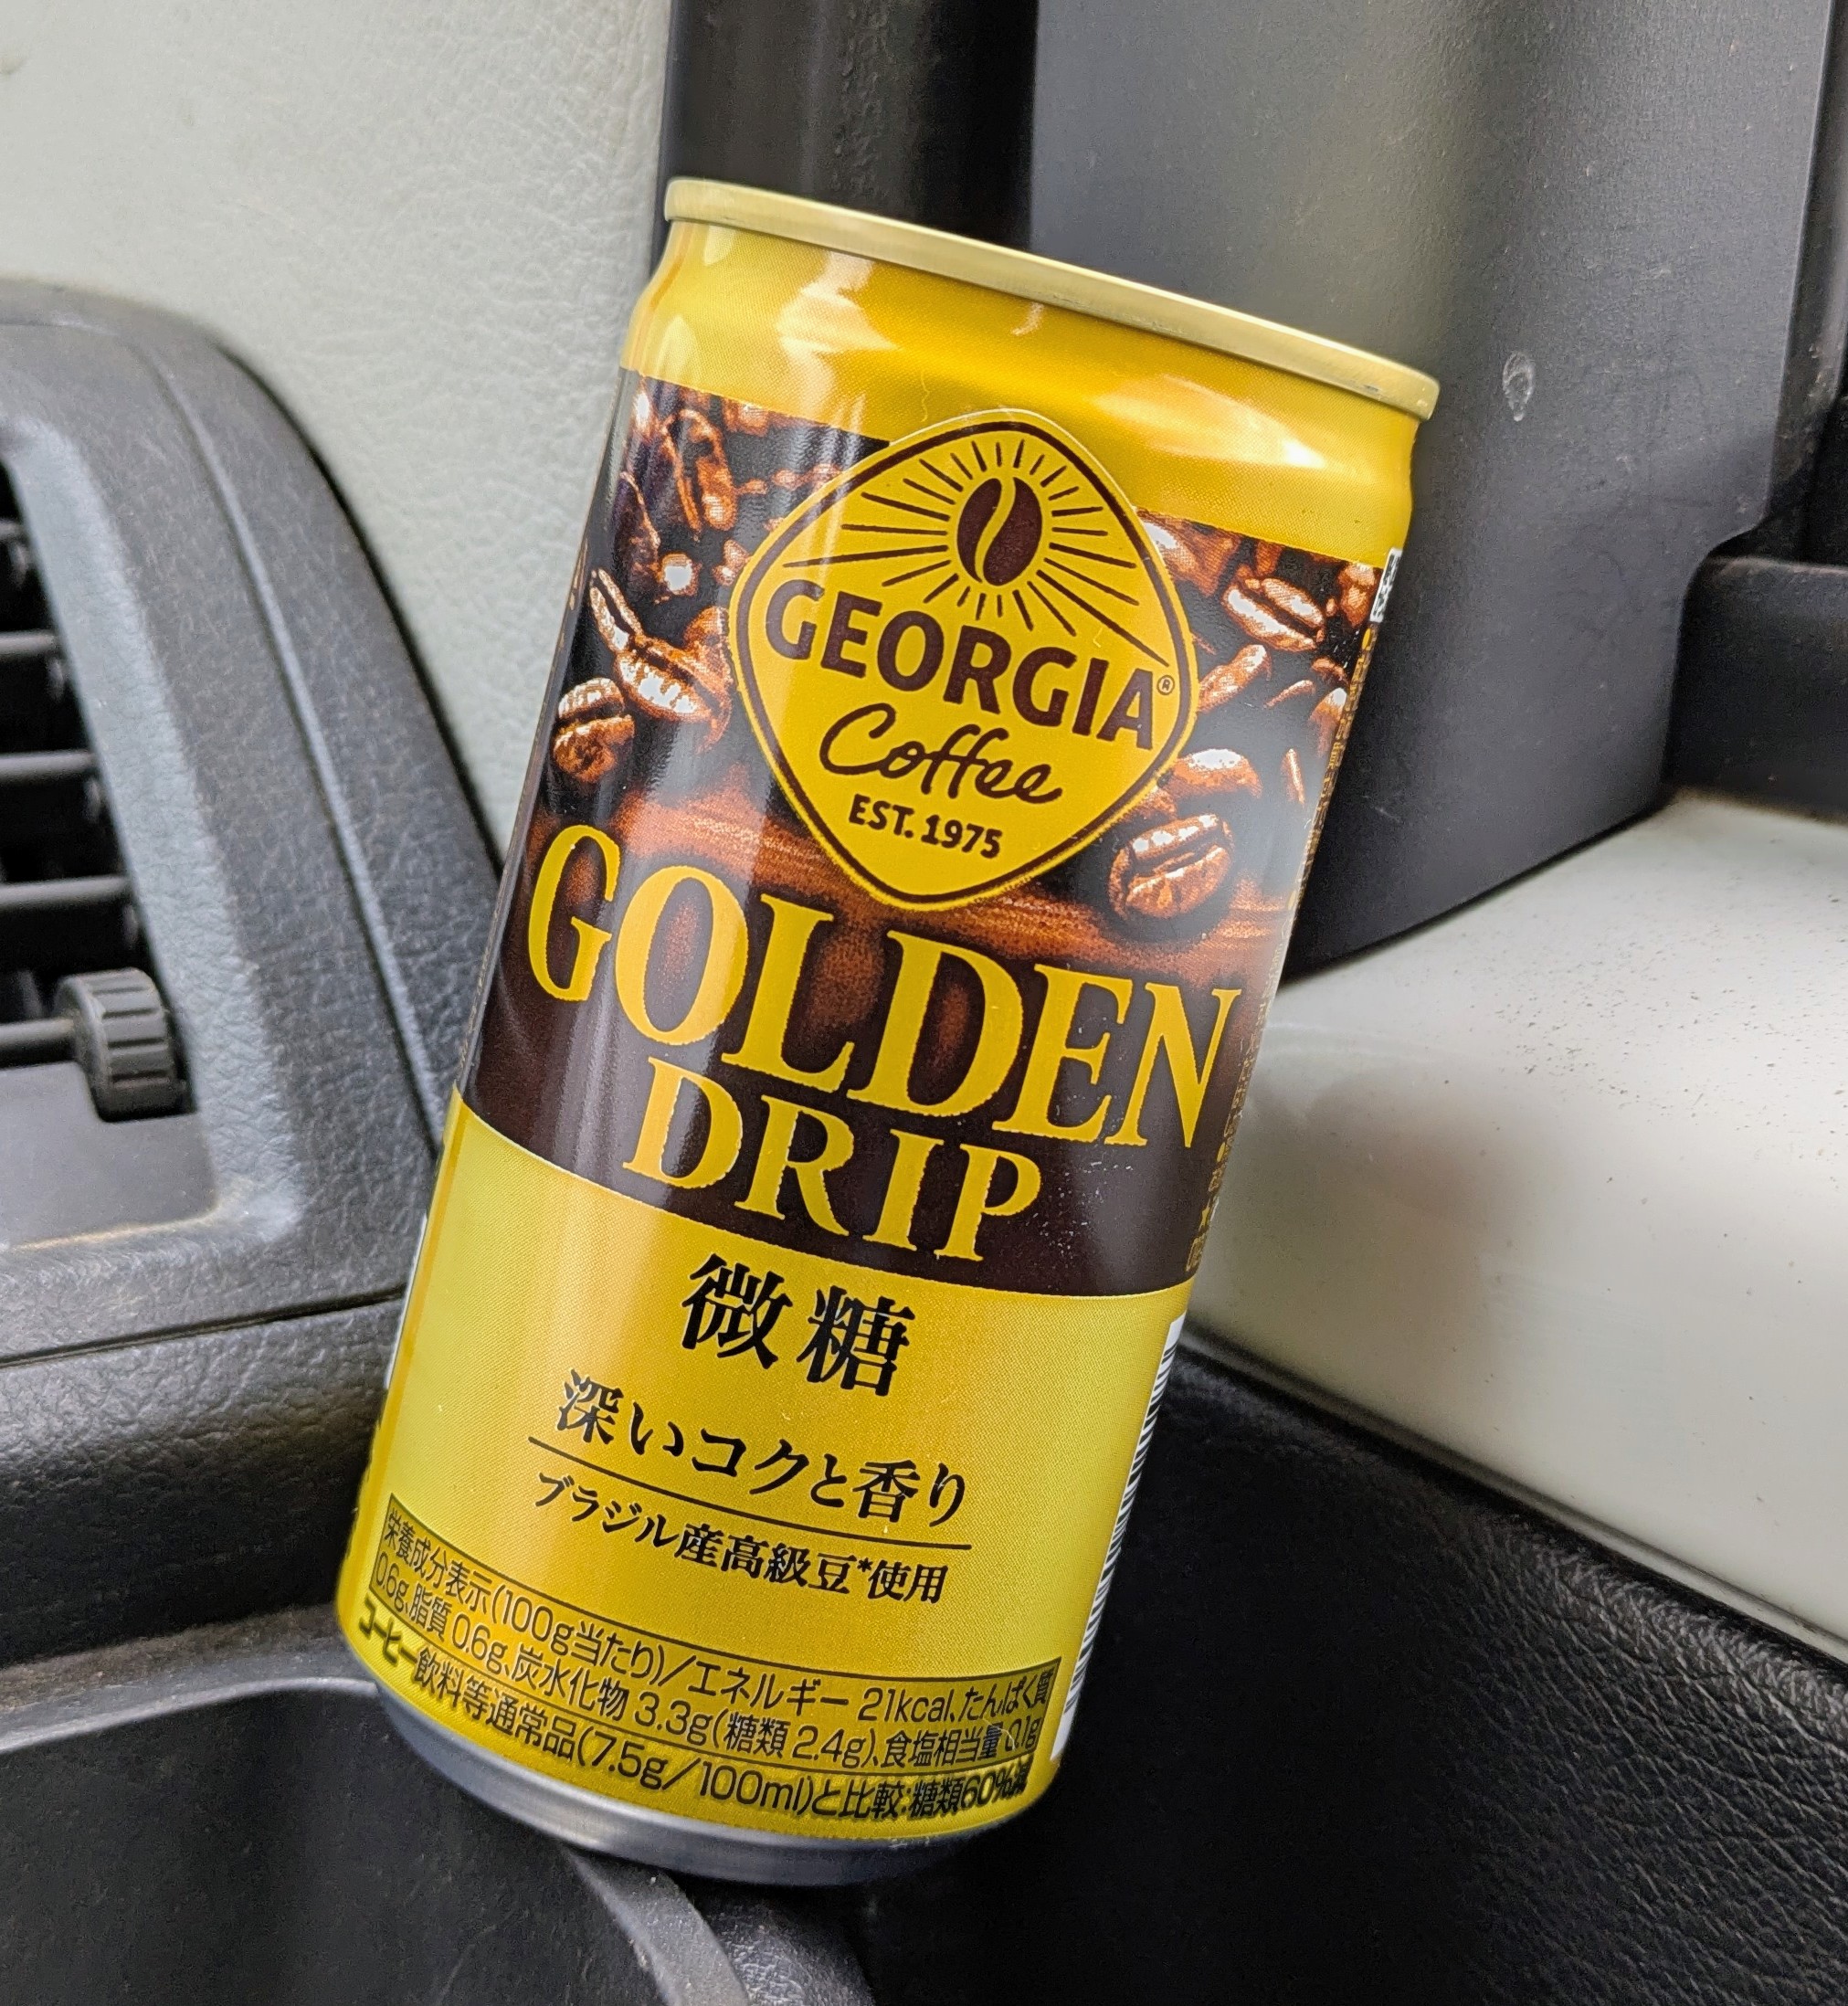 GEORGIA®
Coffee
EST. 1975
GOLDEN
DRIP
微糖
深いコクと香り
ブラジル産高級豆*使用
栄養成分表示(100g当たり)/エネルギー 21kcal、たんぱく質
0.6g、脂質 0.6g、炭水化物 3.3g(糖類 2.4g)、食塩相当量 0.1g
コーヒー飲料等通常品(7.5g/100ml)と比較:糖類60%減